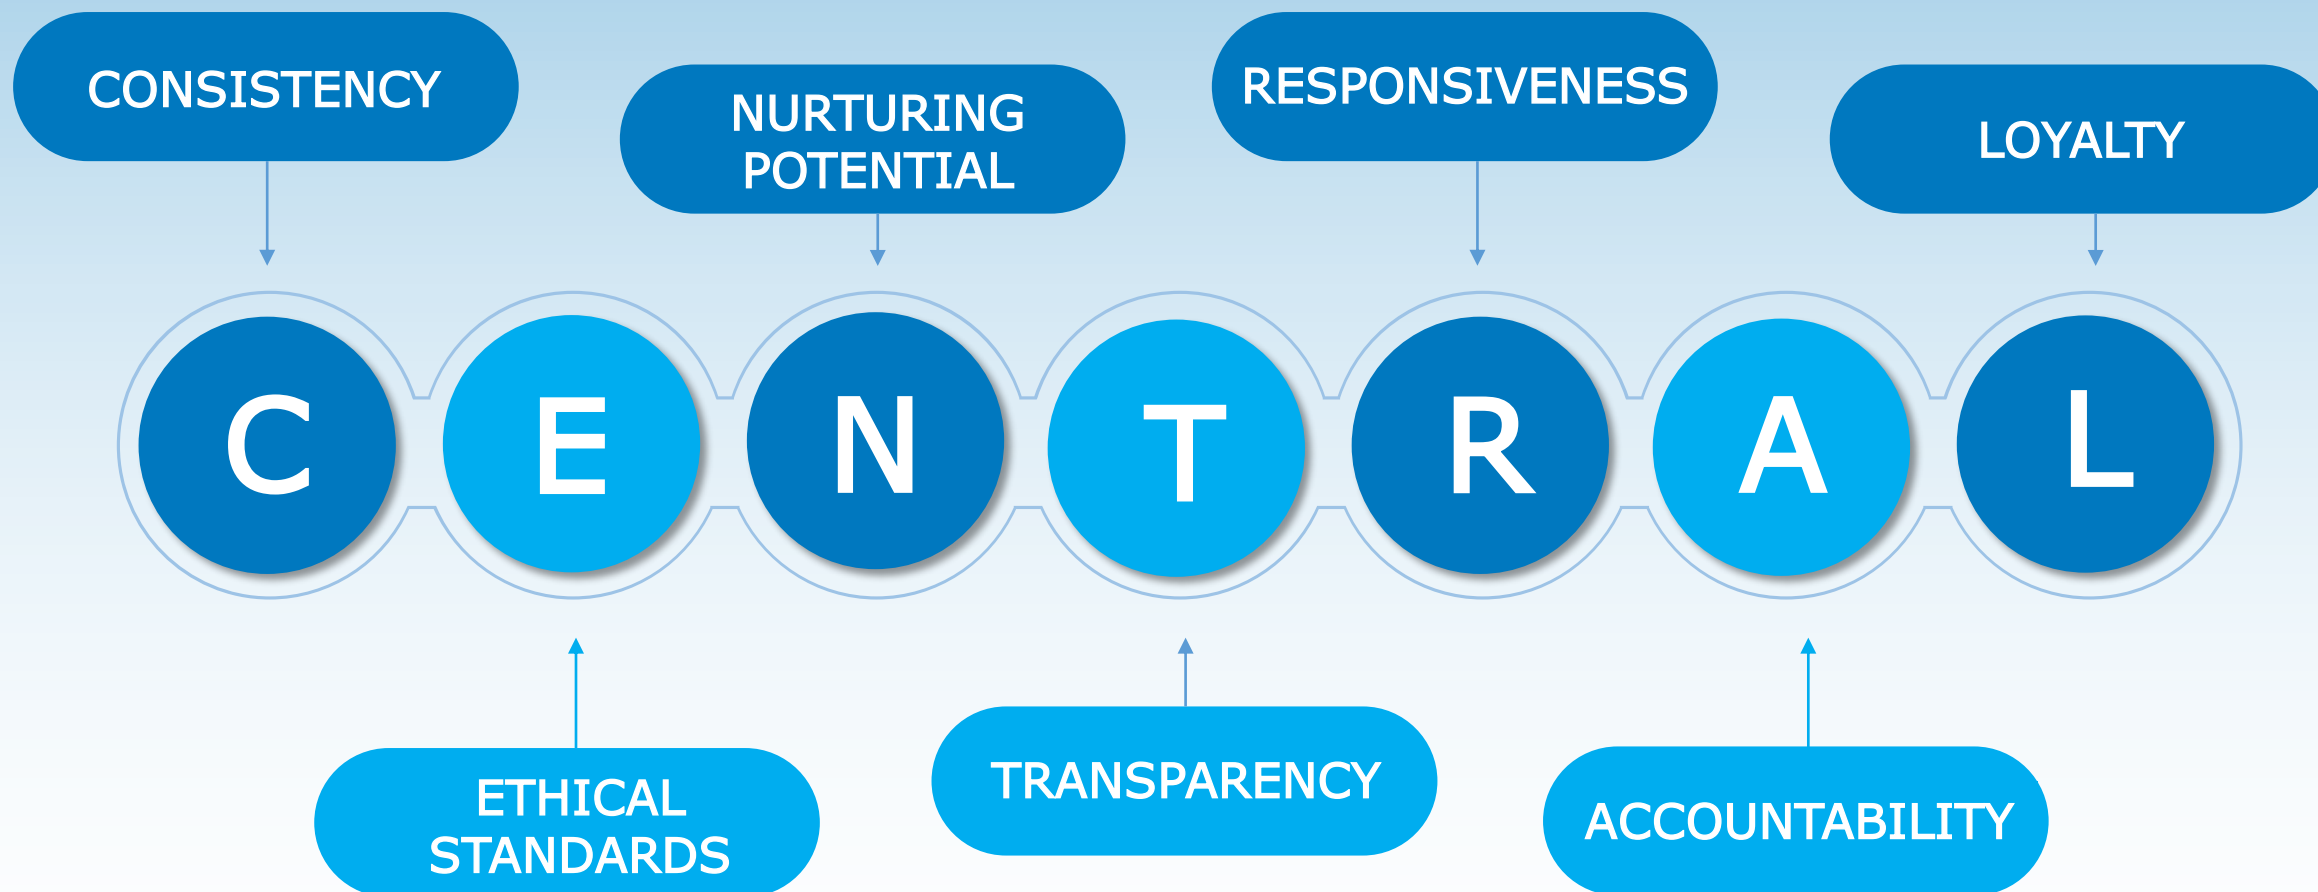 CONSISTENCY
NURTURING
POTENTIAL
RESPONSIVENESS
LOYALTY
C E N T R A L
ETHICAL
STANDARDS
TRANSPARENCY
ACCOUNTABILITY